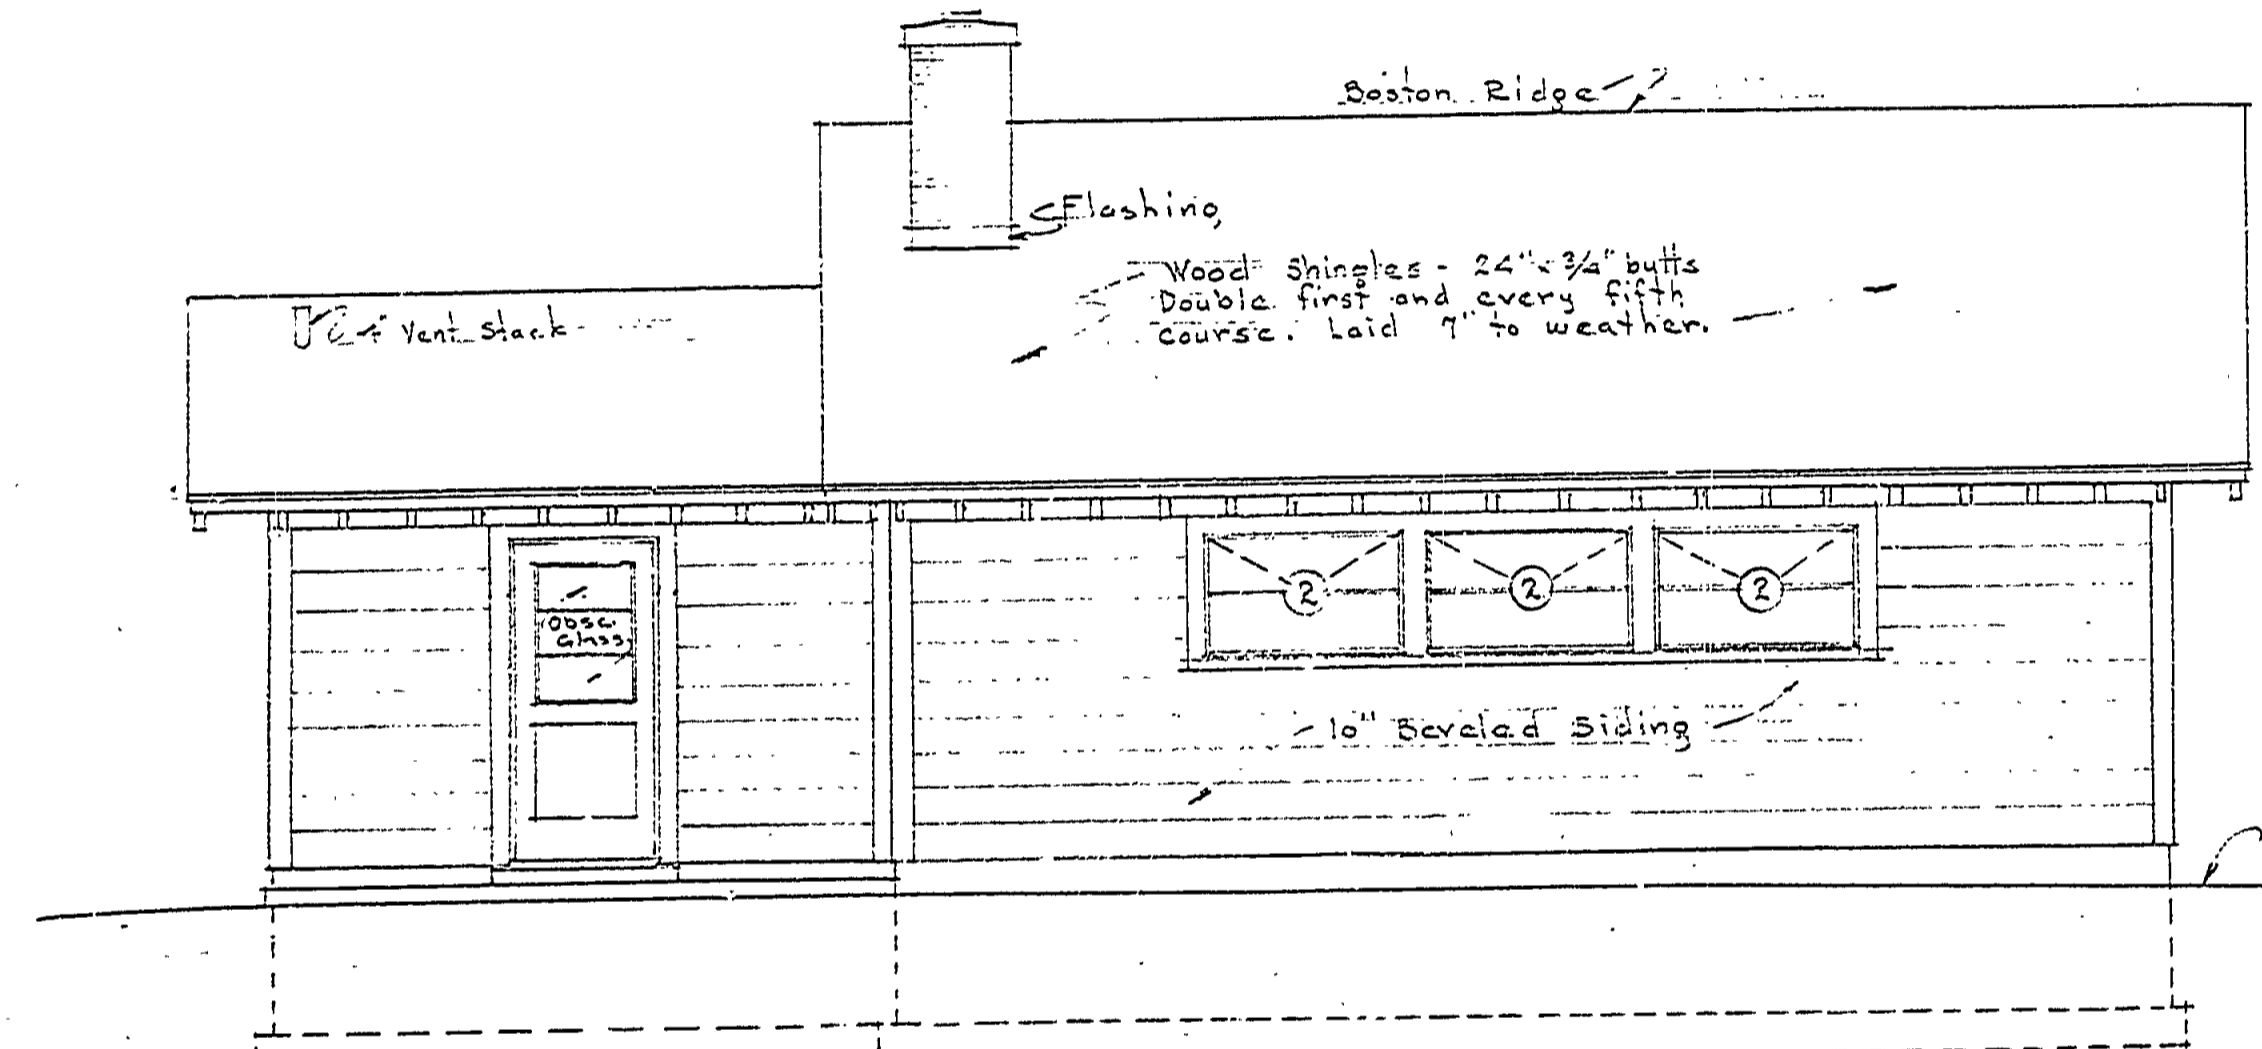 Boston Ridge
Flashing
Wood Shingles - 24" x 3/4" butts
Double first and every fifth
course. Laid 7" to weather.
4" Vent Stack
Obsc.
Glass
2
2
2
10" Beveled Siding